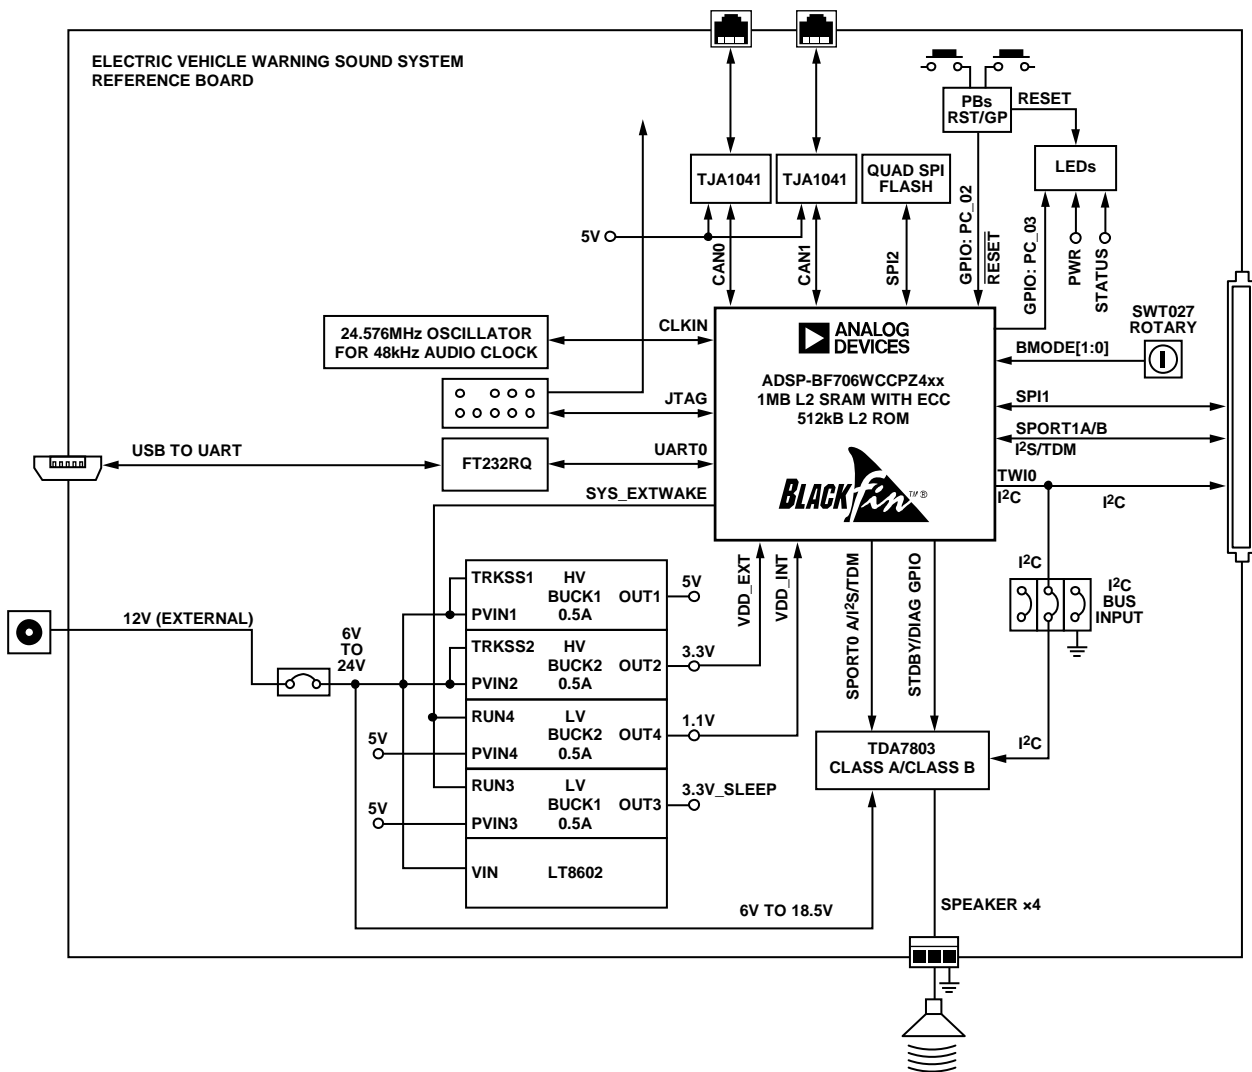 ELECTRIC VEHICLE WARNING SOUND SYSTEM
REFERENCE BOARD
PBs
RST/GP
RESET
LEDs
TJA1041
TJA1041
QUAD SPI
FLASH
5V
CAN0
CAN1
SPI2
GPIO: PC_02
RESET
GPIO: PC_03
PWR
STATUS
SWT027
ROTARY
24.576MHz OSCILLATOR
FOR 48kHz AUDIO CLOCK
CLKIN
ANALOG
DEVICES
BMODE[1:0]
ADSP-BF706WCCPZ4xx
1MB L2 SRAM WITH ECC
512kB L2 ROM
JTAG
SPI1
SPORT1A/B
I2S/TDM
USB TO UART
FT232RQ
UART0
SYS_EXTWAKE
BLACKfin™®
TWI0
I2C
I2C
12V (EXTERNAL)
6V
TO
24V
TRKSS1
HV
BUCK1
0.5A
OUT1
PVIN1
5V
TRKSS2
HV
BUCK2
0.5A
OUT2
PVIN2
3.3V
RUN4
LV
BUCK2
0.5A
OUT4
PVIN4
5V
1.1V
RUN3
LV
BUCK1
0.5A
OUT3
PVIN3
5V
3.3V_SLEEP
VIN
LT8602
VDD_EXT
VDD_INT
SPORT0 A/I2S/TDM
STDBY/DIAG GPIO
I2C
I2C
BUS
INPUT
I2C
TDA7803
CLASS A/CLASS B
6V TO 18.5V
SPEAKER ×4